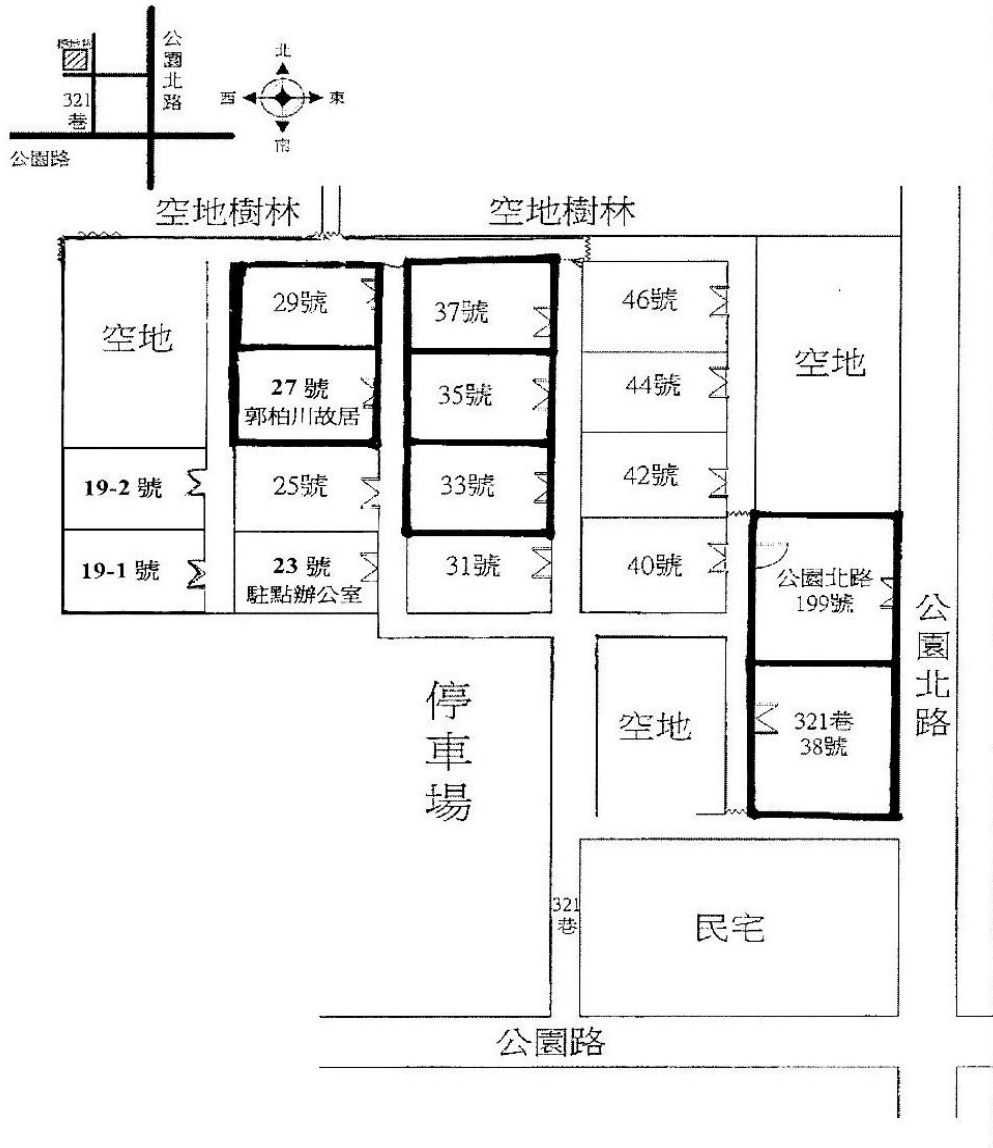 公園北路
321
巷
公園路
北
西
東
南
空地樹林
空地樹林
空地
29號
37號
46號
空地
27 號
郭柏川故居
35號
44號
19-2 號
25號
33號
42號
19-1 號
23 號
駐點辦公室
31號
40號
公園北路
199號
公園北路
停車場
空地
321巷
38號
321
巷
民宅
公園路